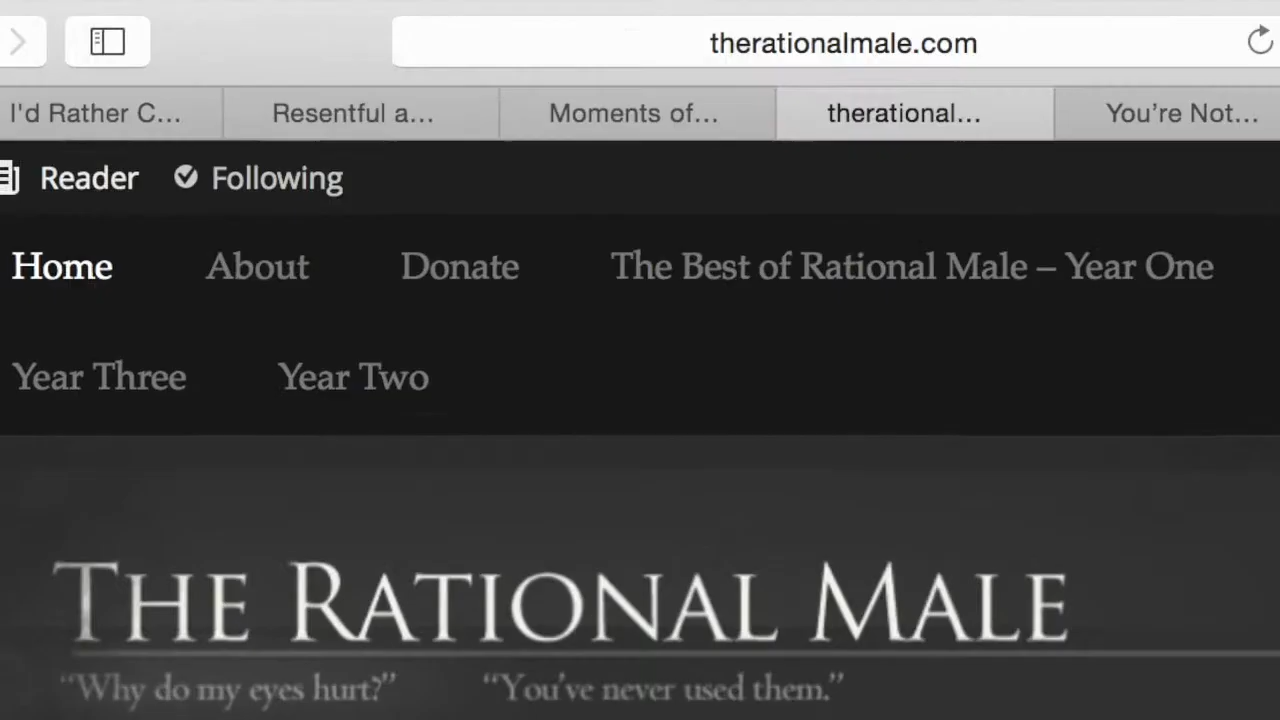 therationalmale.com
I'd Rather C... Resentful a... Moments of... therational... You're Not...
Reader Following
Home About Donate The Best of Rational Male – Year One
Year Three Year Two
THE RATIONAL MALE
“Why do my eyes hurt?” “You've never used them.”